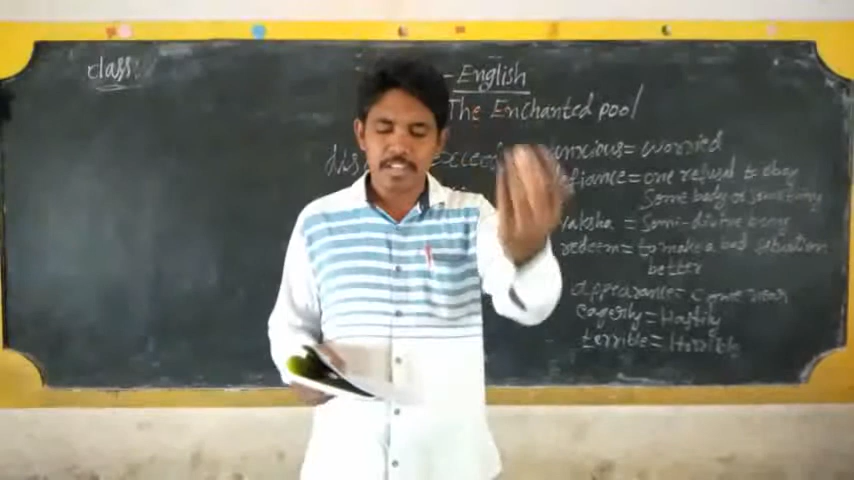 class
English
The Enchanted pool
anxious = worried
defiance = one refusal to obey
some body or something
yaksha = semi-divine being
redeem = to make a bad situation
better
appearance = come near
eagerly = Hastily
terrible = Horrible